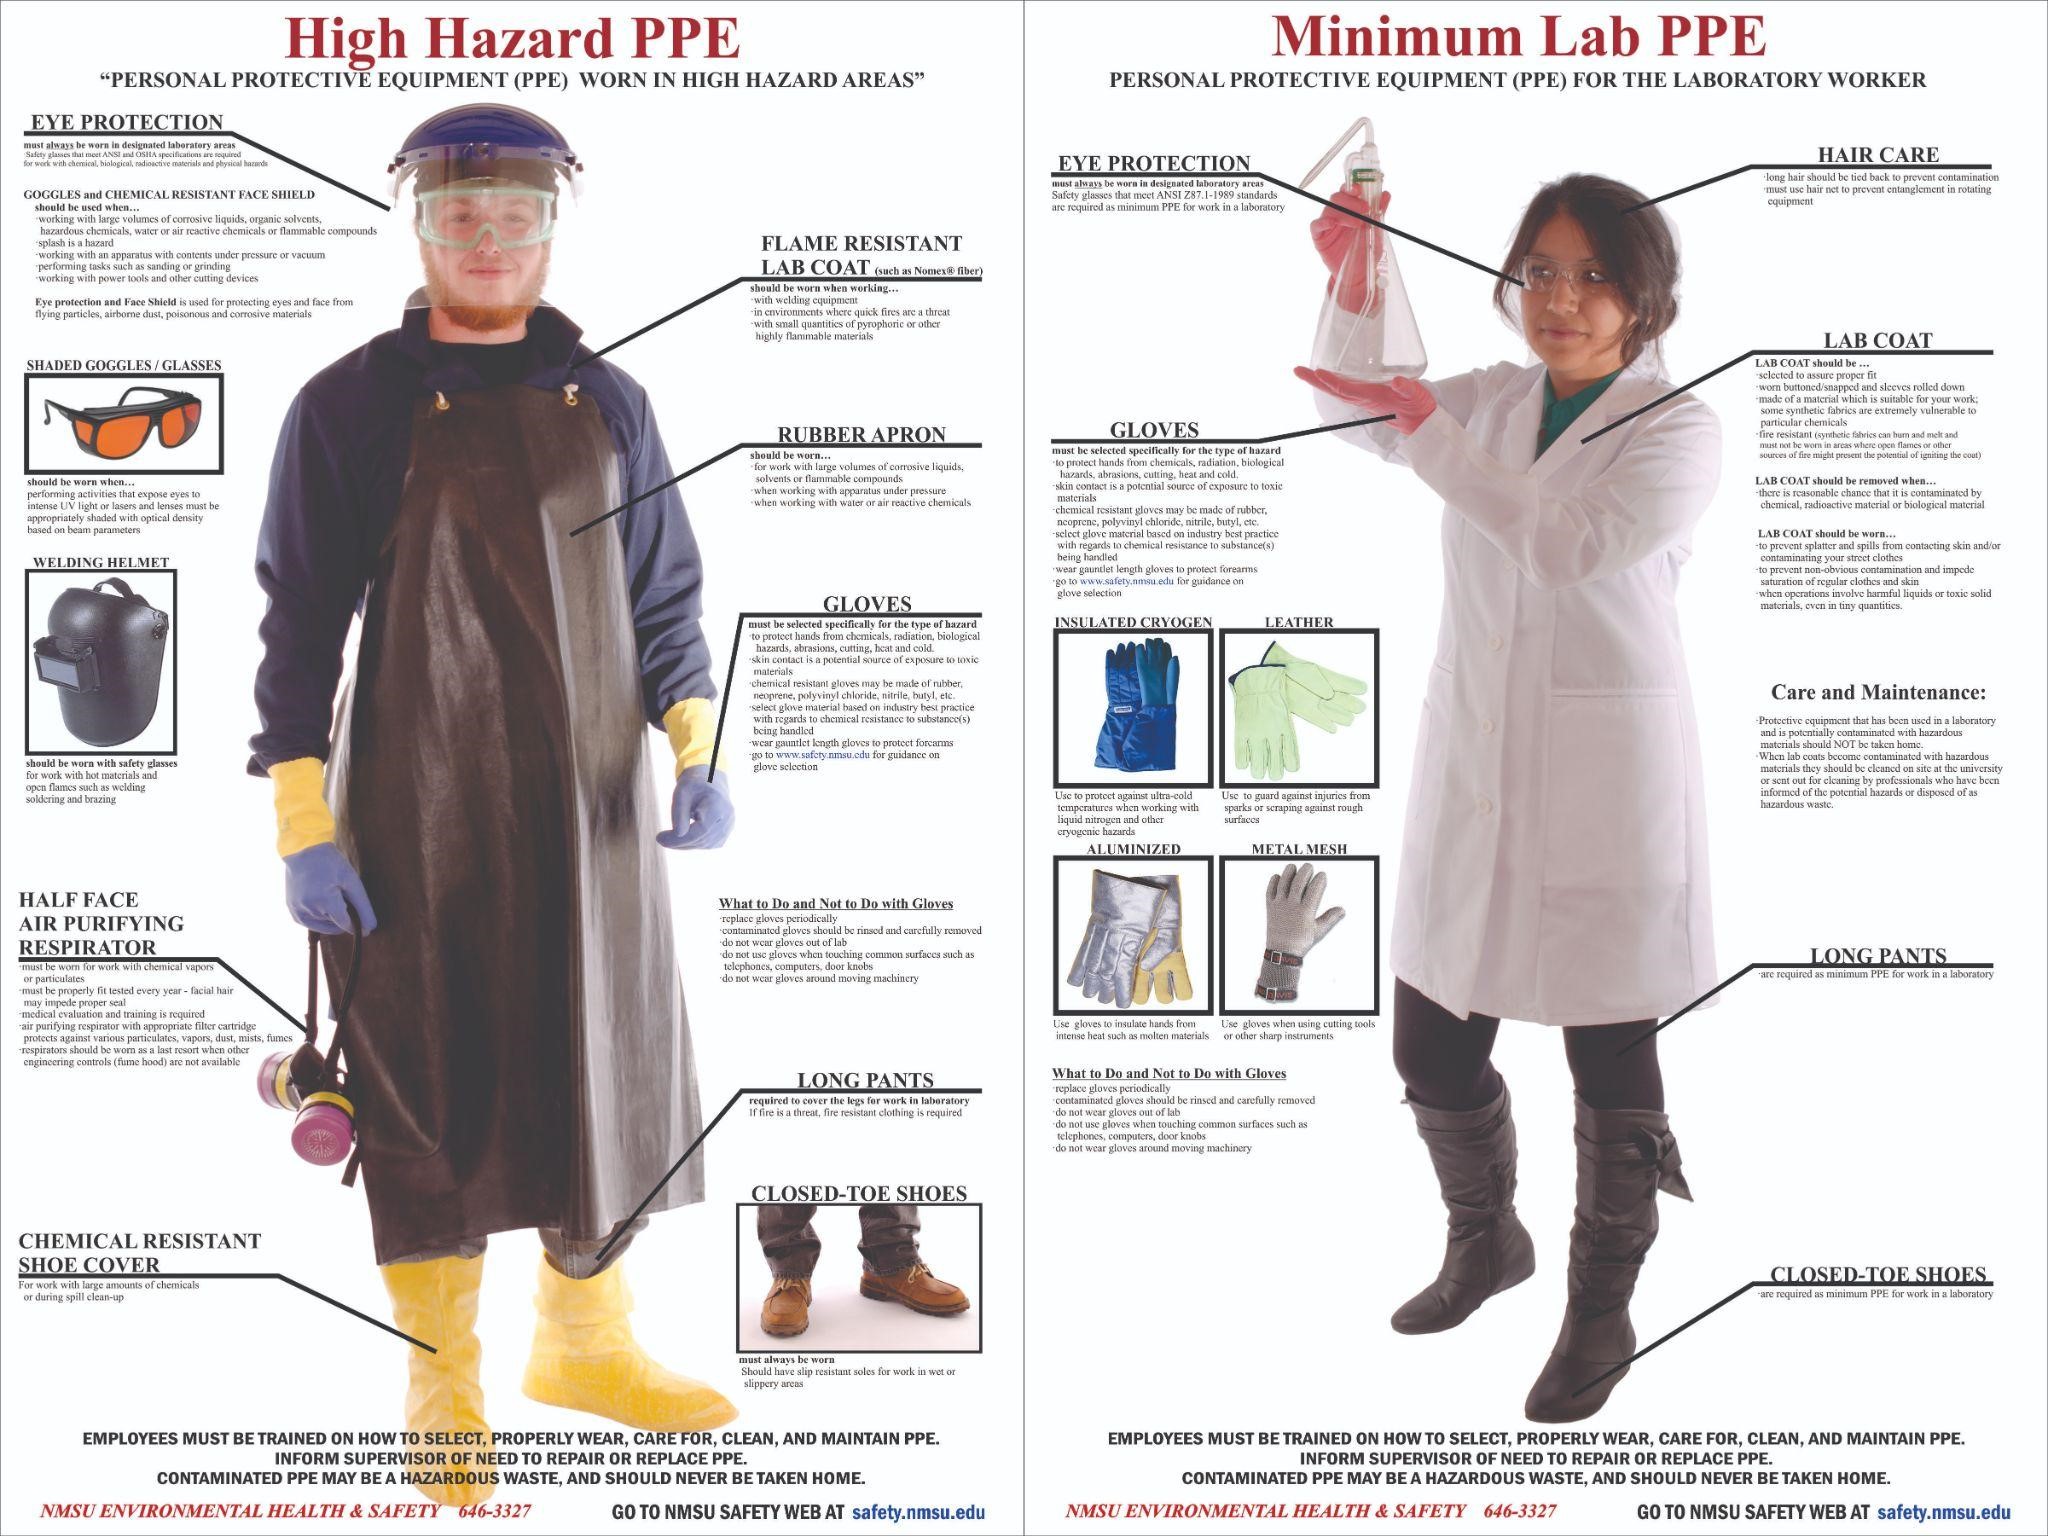 High Hazard PPE
“PERSONAL PROTECTIVE EQUIPMENT (PPE) WORN IN HIGH HAZARD AREAS”
EYE PROTECTION
must always be worn in designated laboratory areas
Safety glasses that meet ANSI and OSHA specifications are required
for work with chemical, biological, radioactive materials and physical hazards
GOGGLES and CHEMICAL RESISTANT FACE SHIELD
should be used when...
·working with large volumes of corrosive liquids, organic solvents,
hazardous chemicals, water or air reactive chemicals or flammable compounds
·splash is a hazard
·working with an apparatus with contents under pressure or vacuum
·performing tasks such as sanding or grinding
·working with power tools and other cutting devices
Eye protection and Face Shield is used for protecting eyes and face from
flying particles, airborne dust, poisonous and corrosive materials
SHADED GOGGLES / GLASSES
should be worn when...
performing activities that expose eyes to
intense UV light or lasers and lenses must be
appropriately shaded with optical density
based on beam parameters
WELDING HELMET
should be worn with safety glasses
for work with hot materials and
open flames such as welding
soldering and brazing
HALF FACE
AIR PURIFYING
RESPIRATOR
·must be worn for work with chemical vapors
or particulates
·must be properly fit tested every year - facial hair
may impede proper seal
·medical evaluation and training is required
·air purifying respirator with appropriate filter cartridge
protects against various particulates, vapors, dust, mists, fumes
·respirators should be worn as a last resort when other
engineering controls (fume hood) are not available
CHEMICAL RESISTANT
SHOE COVER
For work with large amounts of chemicals
or during spill clean-up
FLAME RESISTANT
LAB COAT (such as Nomex® fiber)
should be worn when working...
·with welding equipment
·in environments where quick fires are a threat
·with small quantities of pyrophoric or other
highly flammable materials
RUBBER APRON
should be worn...
·for work with large volumes of corrosive liquids,
solvents or flammable compounds
·when working with apparatus under pressure
·when working with water or air reactive chemicals
GLOVES
must be selected specifically for the type of hazard
·to protect hands from chemicals, radiation, biological
hazards, abrasions, cutting, heat and cold.
·skin contact is a potential source of exposure to toxic
materials
·chemical resistant gloves may be made of rubber,
neoprene, polyvinyl chloride, nitrile, butyl, etc.
·select glove material based on industry best practice
with regards to chemical resistance to substance(s)
being handled
·wear gauntlet length gloves to protect forearms
·go to www.safety.nmsu.edu for guidance on
glove selection
What to Do and Not to Do with Gloves
·replace gloves periodically
·contaminated gloves should be rinsed and carefully removed
·do not wear gloves out of lab
·do not use gloves when touching common surfaces such as
telephones, computers, door knobs
·do not wear gloves around moving machinery
LONG PANTS
required to cover the legs for work in laboratory
If fire is a threat, fire resistant clothing is required
CLOSED-TOE SHOES
must always be worn
Should have slip resistant soles for work in wet or
slippery areas
EMPLOYEES MUST BE TRAINED ON HOW TO SELECT, PROPERLY WEAR, CARE FOR, CLEAN, AND MAINTAIN PPE.
INFORM SUPERVISOR OF NEED TO REPAIR OR REPLACE PPE.
CONTAMINATED PPE MAY BE A HAZARDOUS WASTE, AND SHOULD NEVER BE TAKEN HOME.
NMSU ENVIRONMENTAL HEALTH & SAFETY 646-3327 GO TO NMSU SAFETY WEB AT safety.nmsu.edu
Minimum Lab PPE
PERSONAL PROTECTIVE EQUIPMENT (PPE) FOR THE LABORATORY WORKER
EYE PROTECTION
must always be worn in designated laboratory areas
Safety glasses that meet ANSI Z87.1-1989 standards
are required as minimum PPE for work in a laboratory
GLOVES
must be selected specifically for the type of hazard
·to protect hands from chemicals, radiation, biological
hazards, abrasions, cutting, heat and cold.
·skin contact is a potential source of exposure to toxic
materials
·chemical resistant gloves may be made of rubber,
neoprene, polyvinyl chloride, nitrile, butyl, etc.
·select glove material based on industry best practice
with regards to chemical resistance to substance(s)
being handled
·wear gauntlet length gloves to protect forearms
·go to www.safety.nmsu.edu for guidance on
glove selection
INSULATED CRYOGEN
Use to protect against ultra-cold
temperatures when working with
liquid nitrogen and other
cryogenic hazards
LEATHER
Use to guard against injuries from
sparks or scraping against rough
surfaces
ALUMINIZED
Use gloves to insulate hands from
intense heat such as molten materials
METAL MESH
Use gloves when using cutting tools
or other sharp instruments
What to Do and Not to Do with Gloves
·replace gloves periodically
·contaminated gloves should be rinsed and carefully removed
·do not wear gloves out of lab
·do not use gloves when touching common surfaces such as
telephones, computers, door knobs
·do not wear gloves around moving machinery
HAIR CARE
·long hair should be tied back to prevent contamination
·must use hair net to prevent entanglement in rotating
equipment
LAB COAT
LAB COAT should be ...
·selected to assure proper fit
·worn buttoned/snapped and sleeves rolled down
·made of a material which is suitable for your work;
some synthetic fabrics are extremely vulnerable to
particular chemicals
·fire resistant (synthetic fabrics can burn and melt and
must not be worn in areas where open flames or other
sources of fire might present the potential of igniting the coat)
LAB COAT should be removed when...
·there is reasonable chance that it is contaminated by
chemical, radioactive material or biological material
LAB COAT should be worn...
·to prevent splatter and spills from contacting skin and/or
contaminating your street clothes
·to prevent non-obvious contamination and impede
saturation of regular clothes and skin
·when operations involve harmful liquids or toxic solid
materials, even in tiny quantities.
Care and Maintenance:
·Protective equipment that has been used in a laboratory
and is potentially contaminated with hazardous
materials should NOT be taken home.
·When lab coats become contaminated with hazardous
materials they should be cleaned on site at the university
or sent out for cleaning by professionals who have been
informed of the potential hazards or disposed of as
hazardous waste.
LONG PANTS
·are required as minimum PPE for work in a laboratory
CLOSED-TOE SHOES
·are required as minimum PPE for work in a laboratory
EMPLOYEES MUST BE TRAINED ON HOW TO SELECT, PROPERLY WEAR, CARE FOR, CLEAN, AND MAINTAIN PPE.
INFORM SUPERVISOR OF NEED TO REPAIR OR REPLACE PPE.
CONTAMINATED PPE MAY BE A HAZARDOUS WASTE, AND SHOULD NEVER BE TAKEN HOME.
NMSU ENVIRONMENTAL HEALTH & SAFETY 646-3327 GO TO NMSU SAFETY WEB AT safety.nmsu.edu